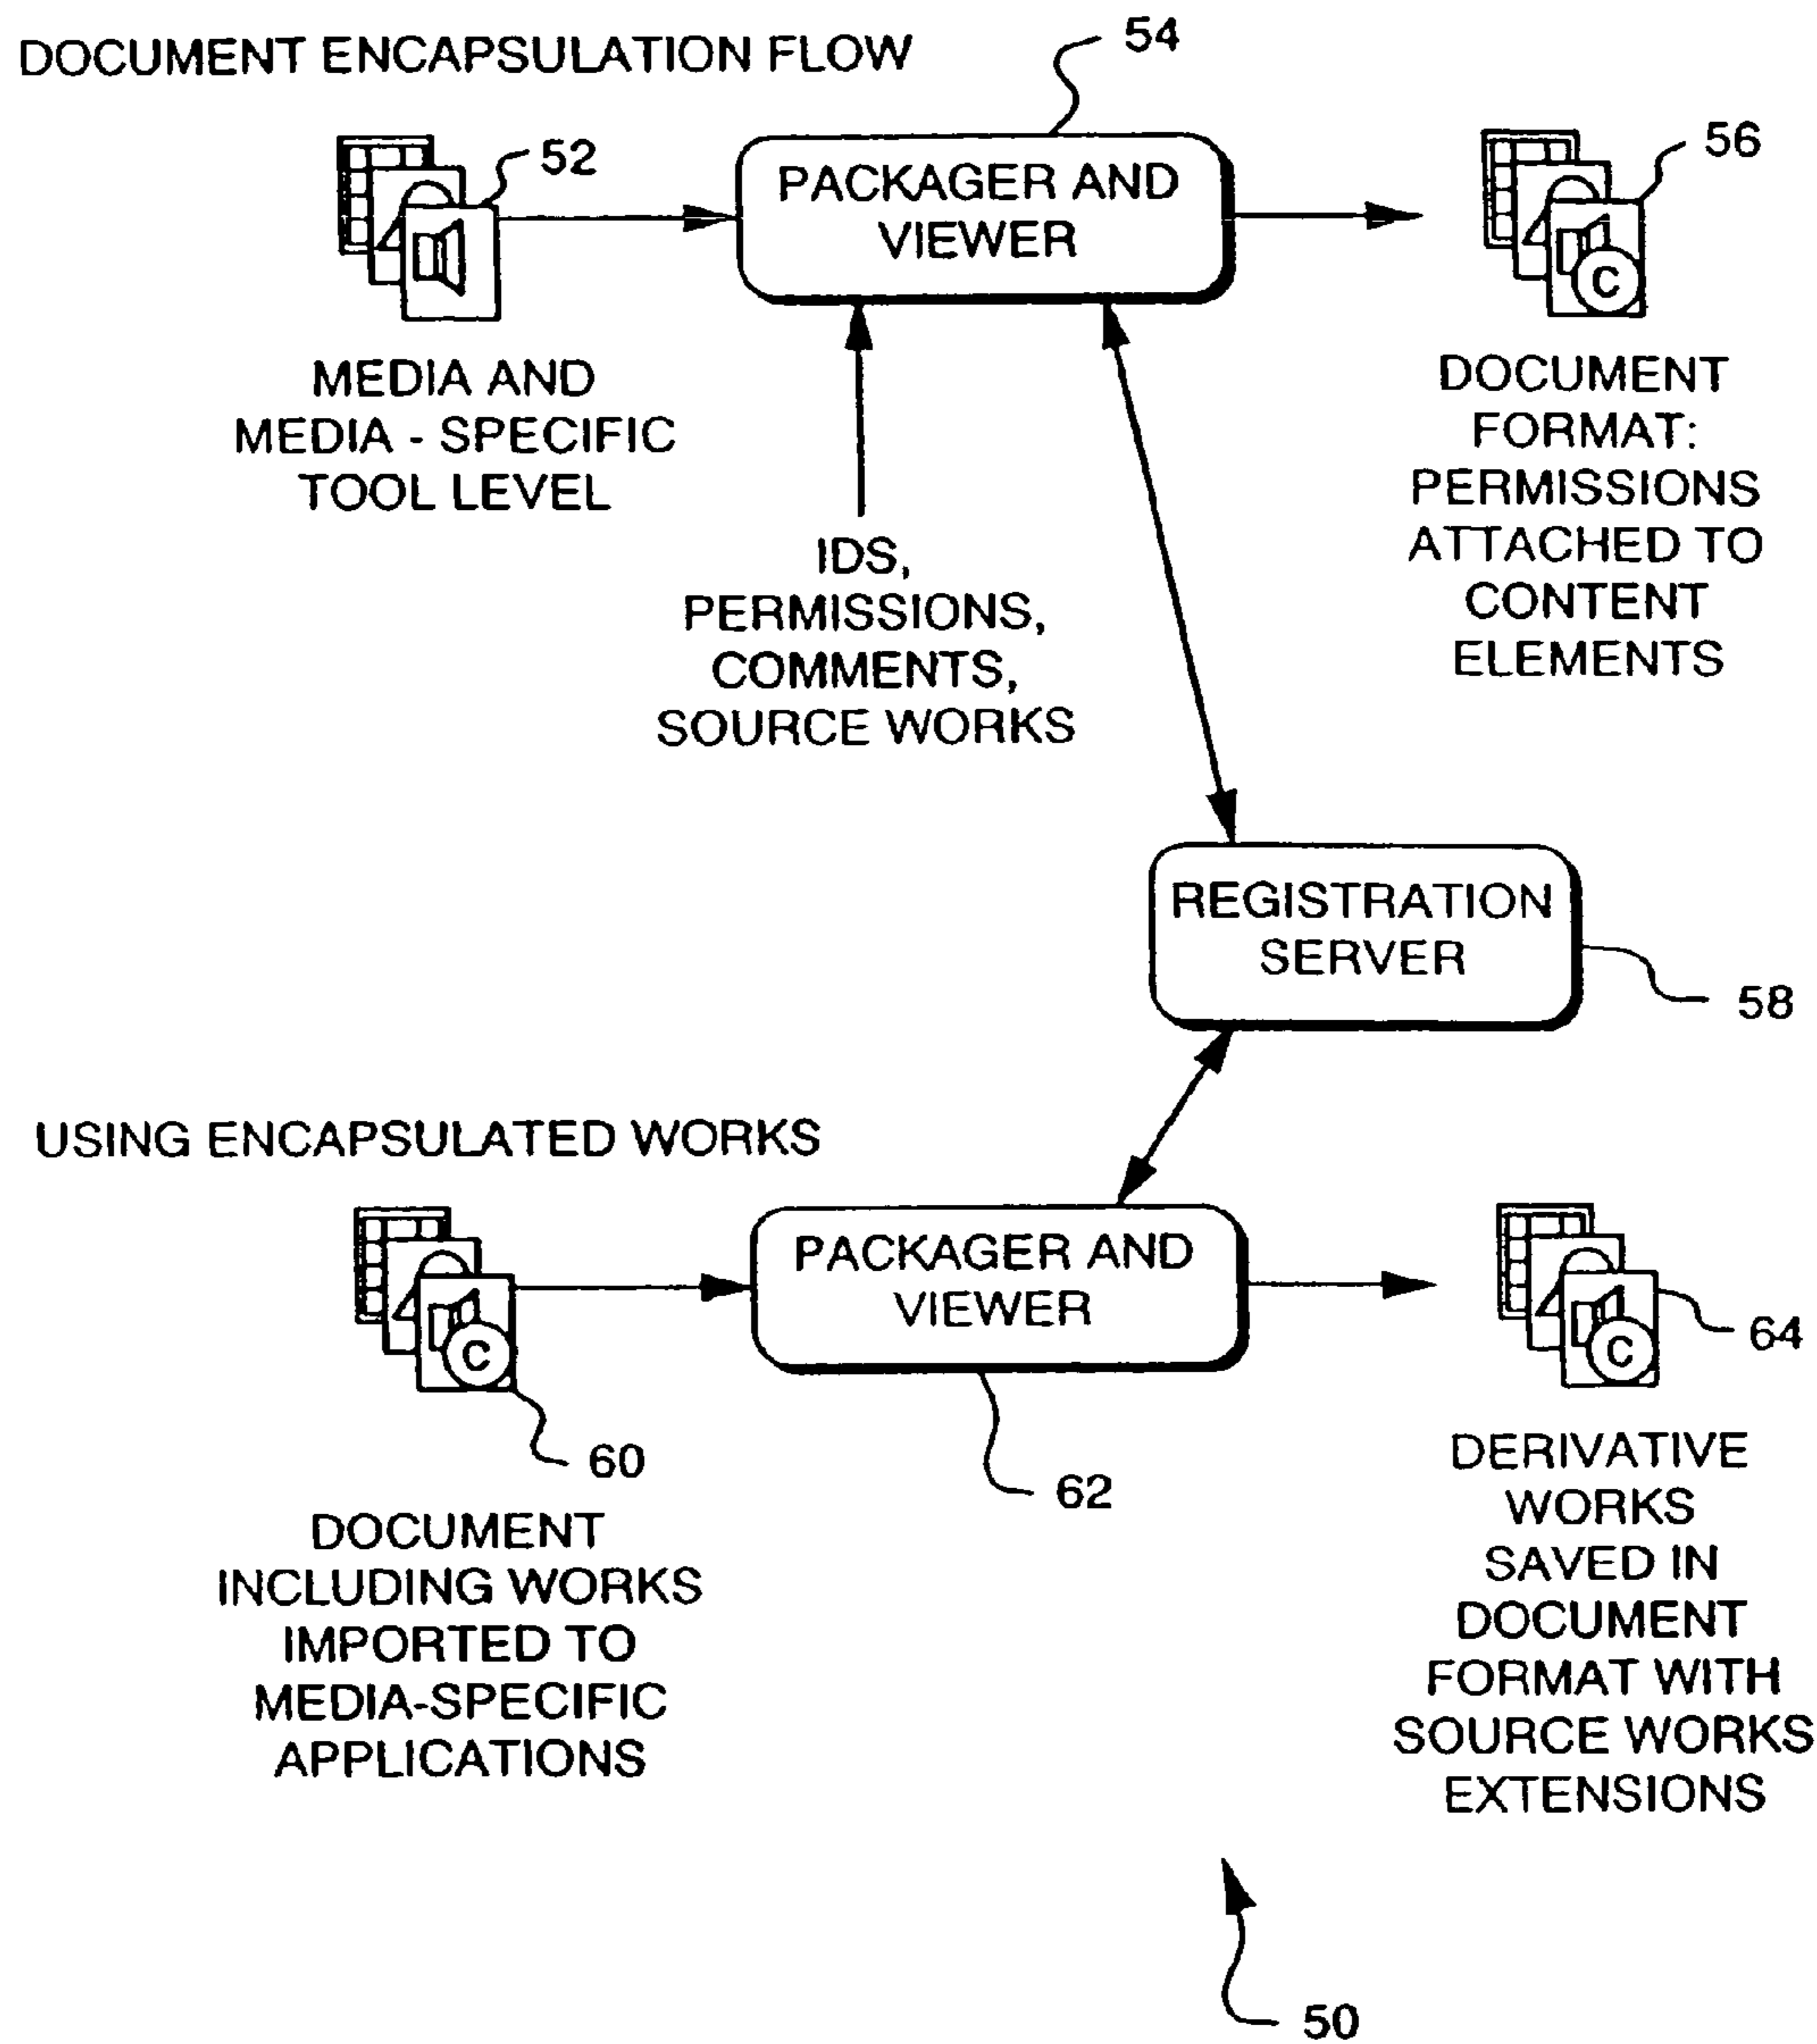 DOCUMENT ENCAPSULATION FLOW
54
52
56
PACKAGER AND
VIEWER
C
MEDIA AND
MEDIA - SPECIFIC
TOOL LEVEL
DOCUMENT
FORMAT:
PERMISSIONS
ATTACHED TO
CONTENT
ELEMENTS
IDS,
PERMISSIONS,
COMMENTS,
SOURCE WORKS
REGISTRATION
SERVER
58
USING ENCAPSULATED WORKS
PACKAGER AND
VIEWER
C
C
64
60
62
DOCUMENT
INCLUDING WORKS
IMPORTED TO
MEDIA-SPECIFIC
APPLICATIONS
DERIVATIVE
WORKS
SAVED IN
DOCUMENT
FORMAT WITH
SOURCE WORKS
EXTENSIONS
50